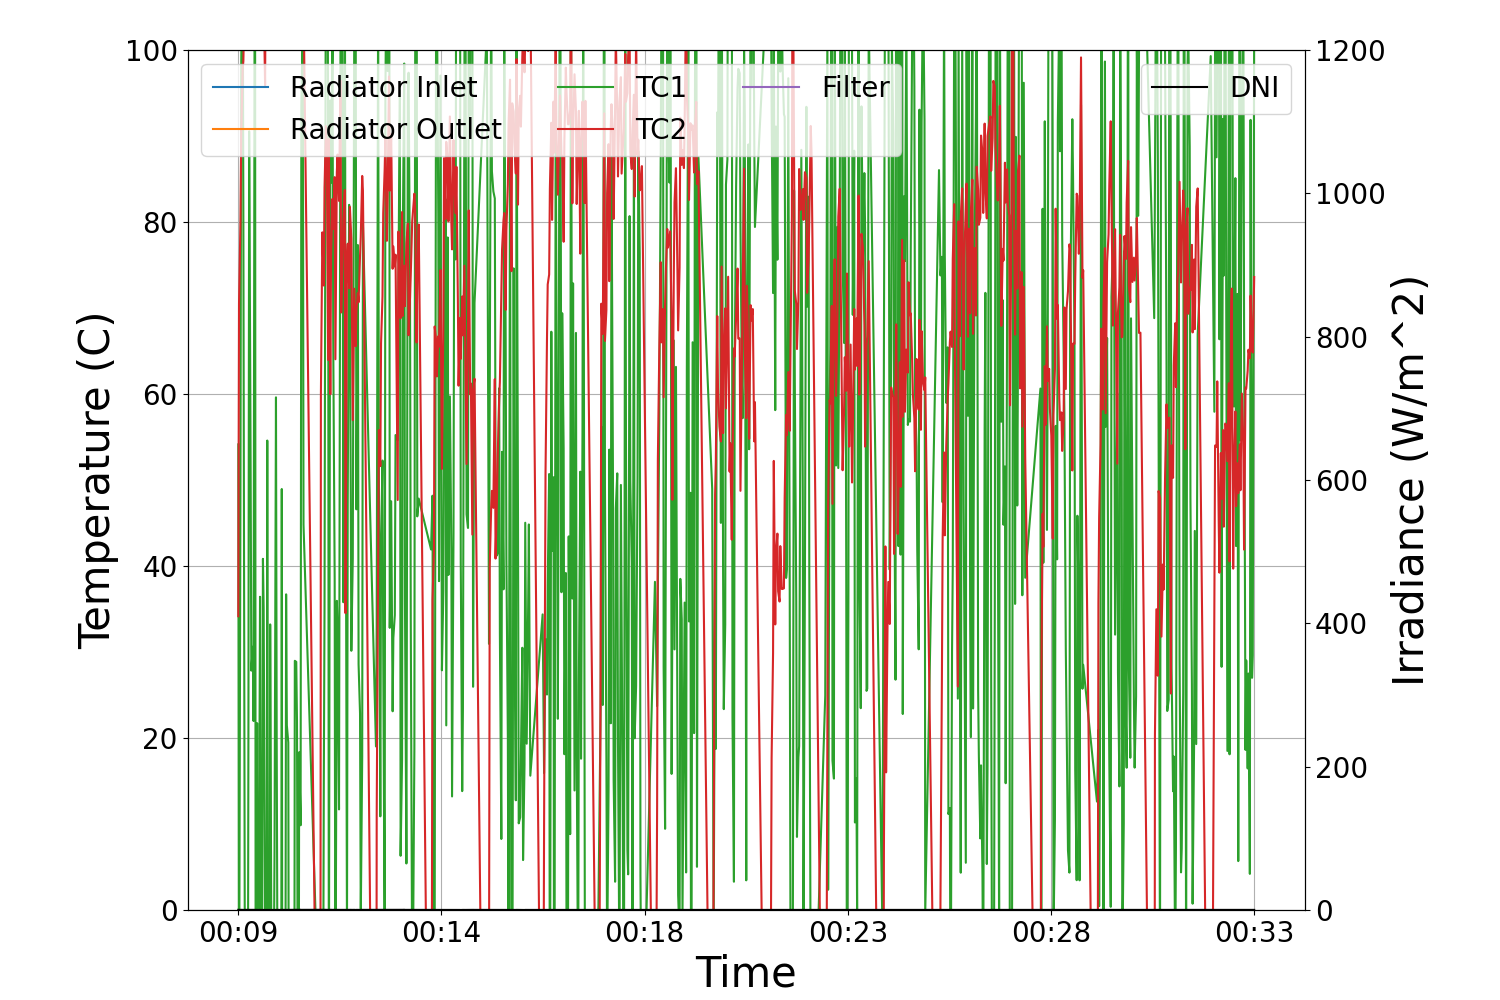 100
80
60
40
20
0
Temperature (C)
Radiator Inlet
Radiator Outlet
TC1
TC2
Filter
DNI
1200
1000
800
600
400
200
0
Irradiance (W/m^2)
00:09 00:14 00:18 00:23 00:28 00:33
Time